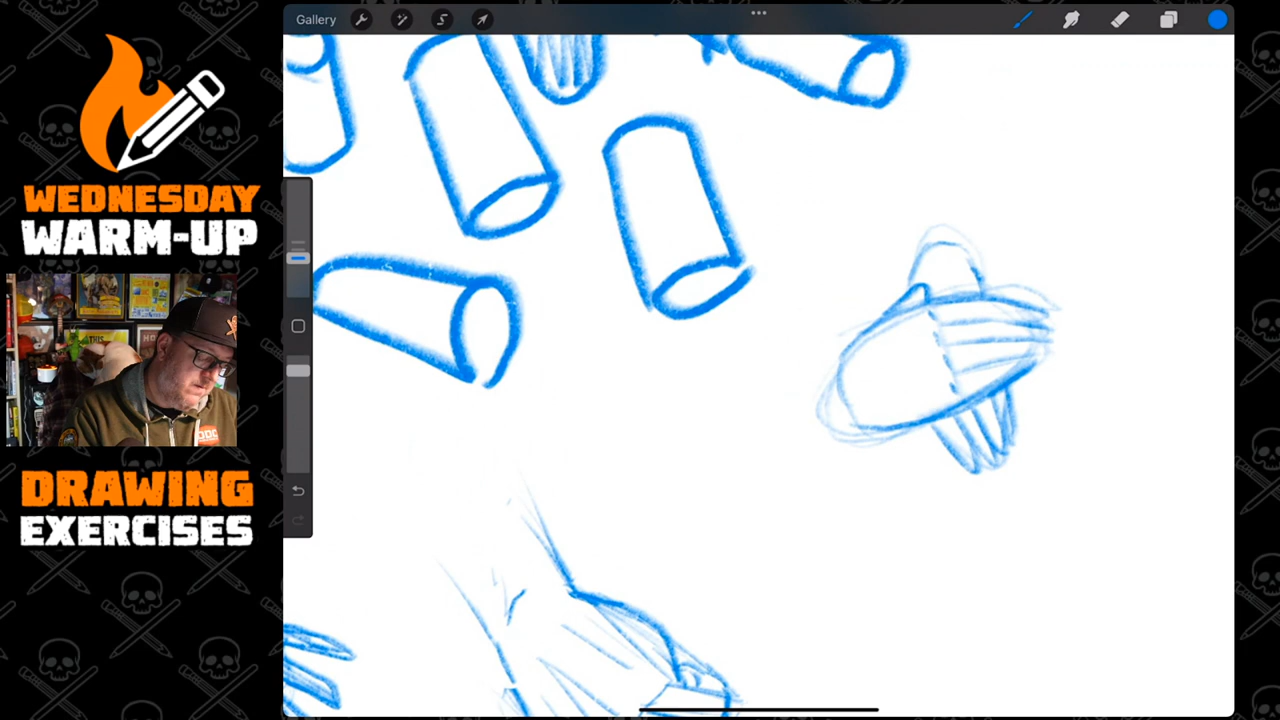 Gallery
WEDNESDAY
WARM-UP
DRAWING
EXERCISES